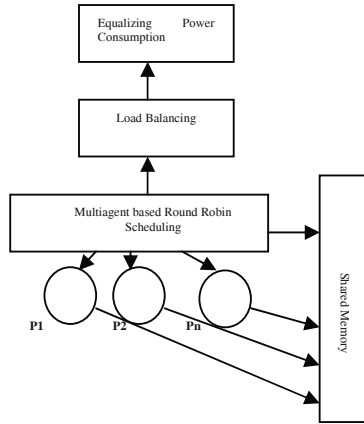 Equalizing Power
Consumption
Load Balancing
Multiagent based Round Robin
Scheduling
P1
P2
Pn
Shared Memory